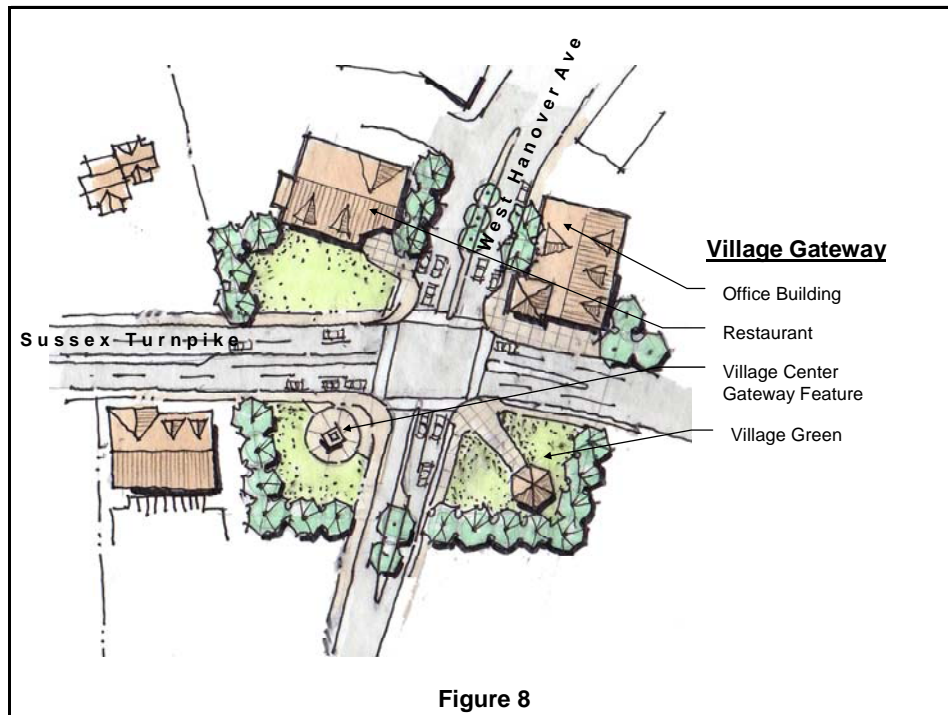 West Hanover Ave
Village Gateway
Office Building
Sussex Turnpike
Restaurant
Village Center
Gateway Feature
Village Green
Figure 8